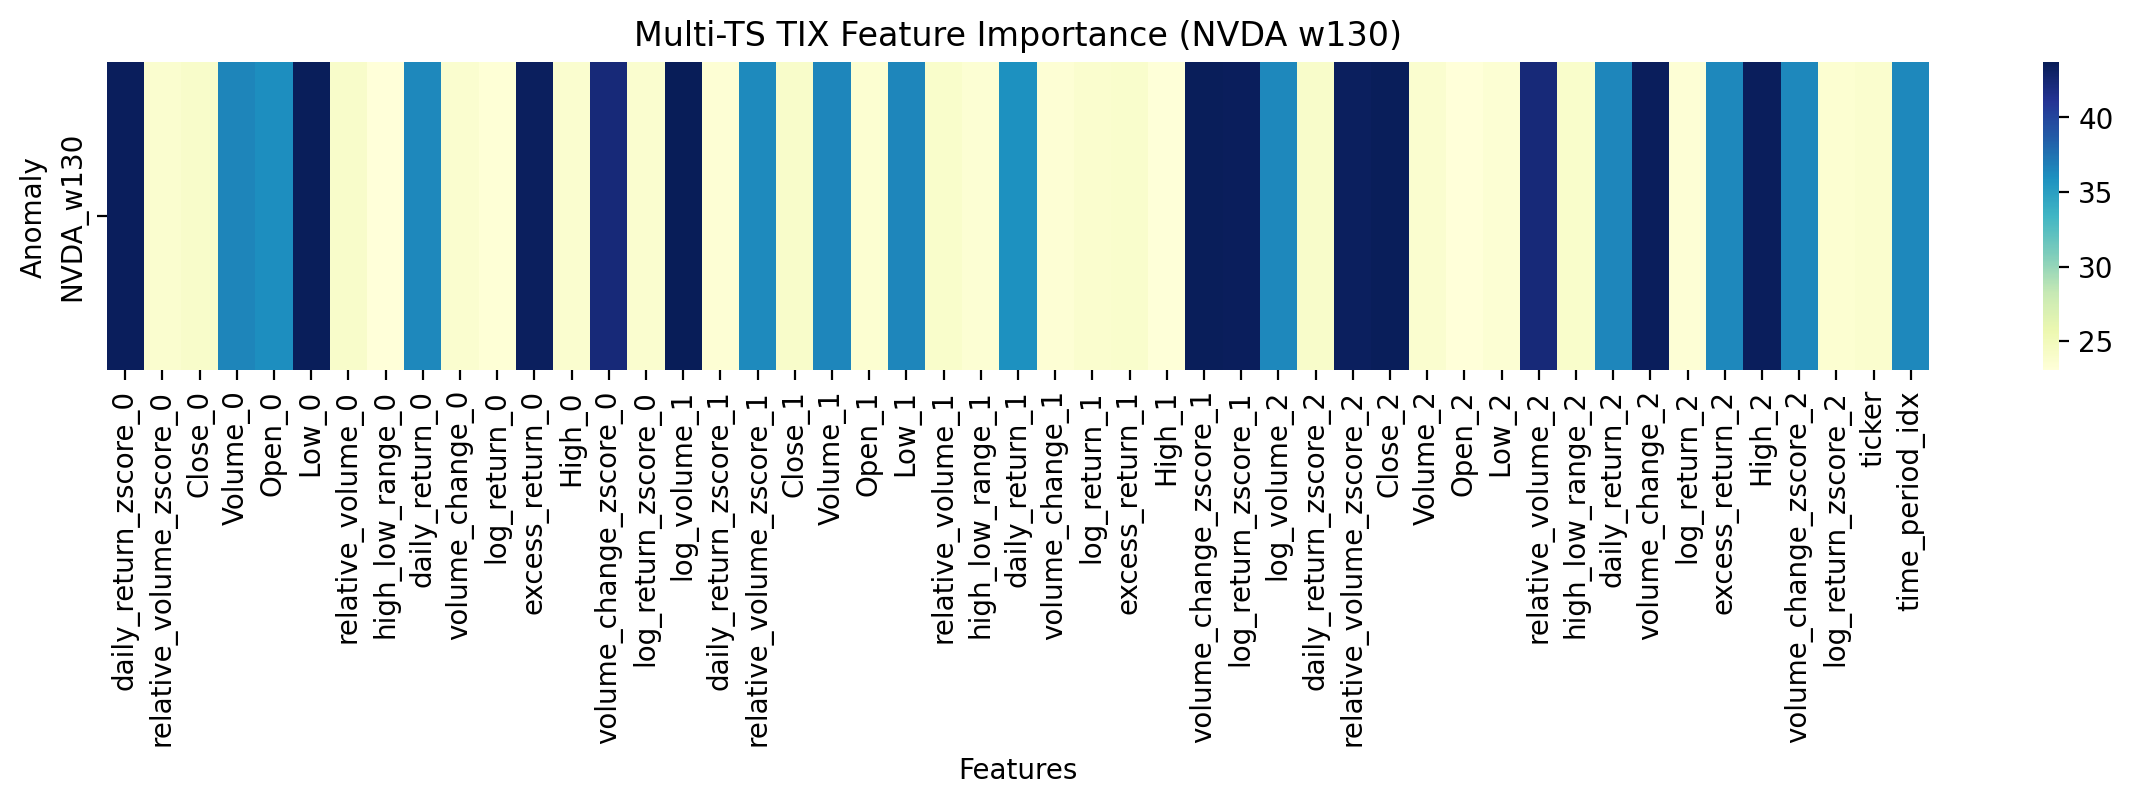 Multi-TS TIX Feature Importance (NVDA w130)
Anomaly
NVDA_w130
40
35
30
25
daily_return_zscore_0
relative_volume_zscore_0
Close_0
Volume_0
Open_0
Low_0
relative_volume_0
high_low_range_0
daily_return_0
volume_change_0
log_return_0
excess_return_0
High_0
volume_change_zscore_0
log_return_zscore_0
log_volume_1
daily_return_zscore_1
relative_volume_zscore_1
Close_1
Volume_1
Open_1
Low_1
relative_volume_1
high_low_range_1
daily_return_1
volume_change_1
log_return_1
excess_return_1
High_1
volume_change_zscore_1
log_return_zscore_1
log_volume_2
daily_return_zscore_2
relative_volume_zscore_2
Close_2
Volume_2
Open_2
Low_2
relative_volume_2
high_low_range_2
daily_return_2
volume_change_2
log_return_2
excess_return_2
High_2
volume_change_zscore_2
log_return_zscore_2
ticker
time_period_idx
Features